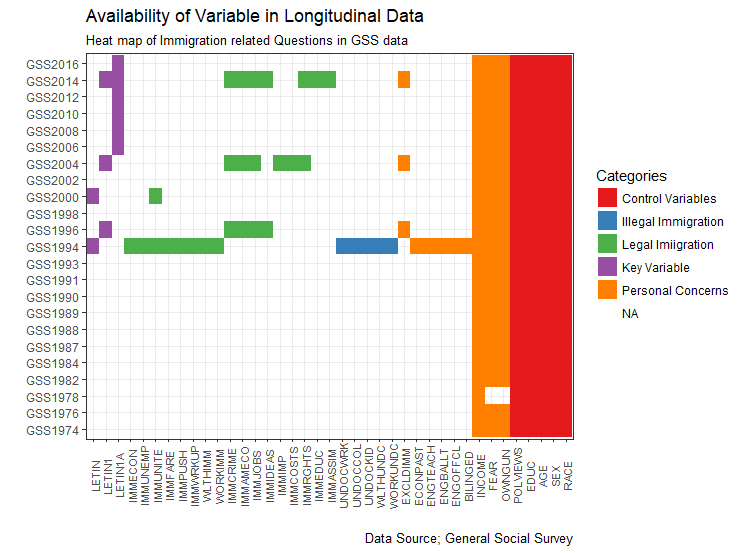 Availability of Variable in Longitudinal Data
Heat map of Immigration related Questions in GSS data
GSS2016
GSS2014
GSS2012
GSS2010
GSS2008
GSS2006
GSS2004
GSS2002
GSS2000
GSS1998
GSS1996
GSS1994
GSS1993
GSS1991
GSS1990
GSS1989
GSS1988
GSS1987
GSS1984
GSS1982
GSS1978
GSS1976
GSS1974
LETIN
LETIN1
LETIN1A
IMMECON
IMMUNEMP
IMMUNITE
IMMFARE
IMMPUSH
IMMWRKUP
WLTHIMM
WORKIMM
IMMCRIME
IMMAMECO
IMMJOBS
IMMIDEAS
IMMIMP
IMMCOSTS
IMMRGHTS
IMMEDUC
IMMASSIM
UNDOCWRK
UNDOCCOL
UNDOCKID
WLTHUNDC
WORKUNDC
EXCLDIMM
ECONPAST
ENGTEACH
ENGBALLT
ENGOFFCL
BILINGED
INCOME
FEAR
OWNGUN
POLVIEWS
EDUC
AGE
SEX
RACE
Categories
Control Variables
Illegal Immigration
Legal Imiigration
Key Variable
Personal Concerns
NA
Data Source; General Social Survey